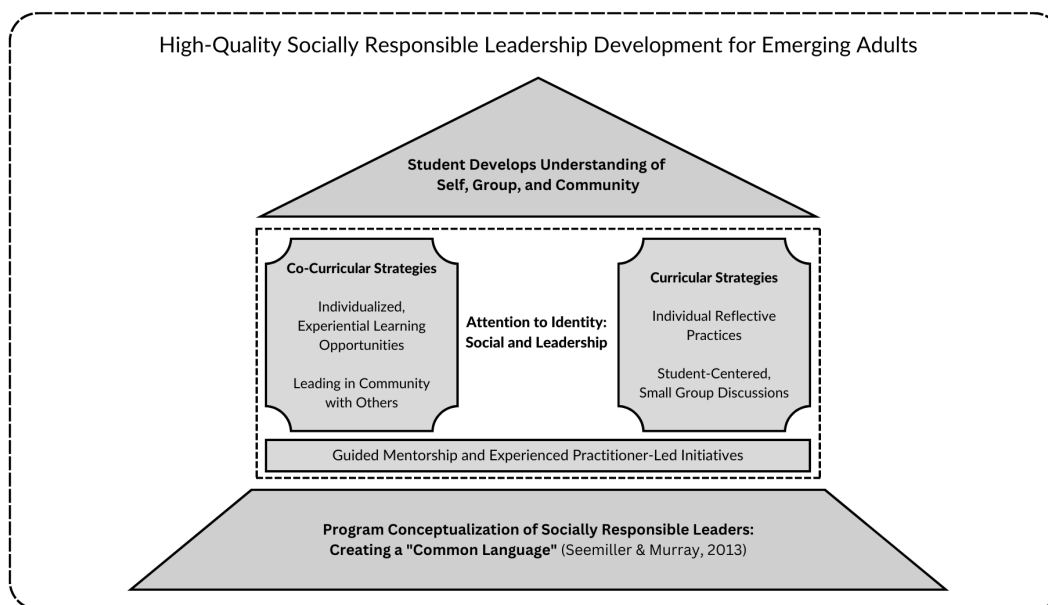 High-Quality Socially Responsible Leadership Development for Emerging Adults
Student Develops Understanding of
Self, Group, and Community
Co-Curricular Strategies
Individualized,
Experiential Learning
Opportunities
Leading in Community
with Others
Attention to Identity:
Social and Leadership
Curricular Strategies
Individual Reflective
Practices
Student-Centered,
Small Group Discussions
Guided Mentorship and Experienced Practitioner-Led Initiatives
Program Conceptualization of Socially Responsible Leaders:
Creating a "Common Language" (Seemiller & Murray, 2013)